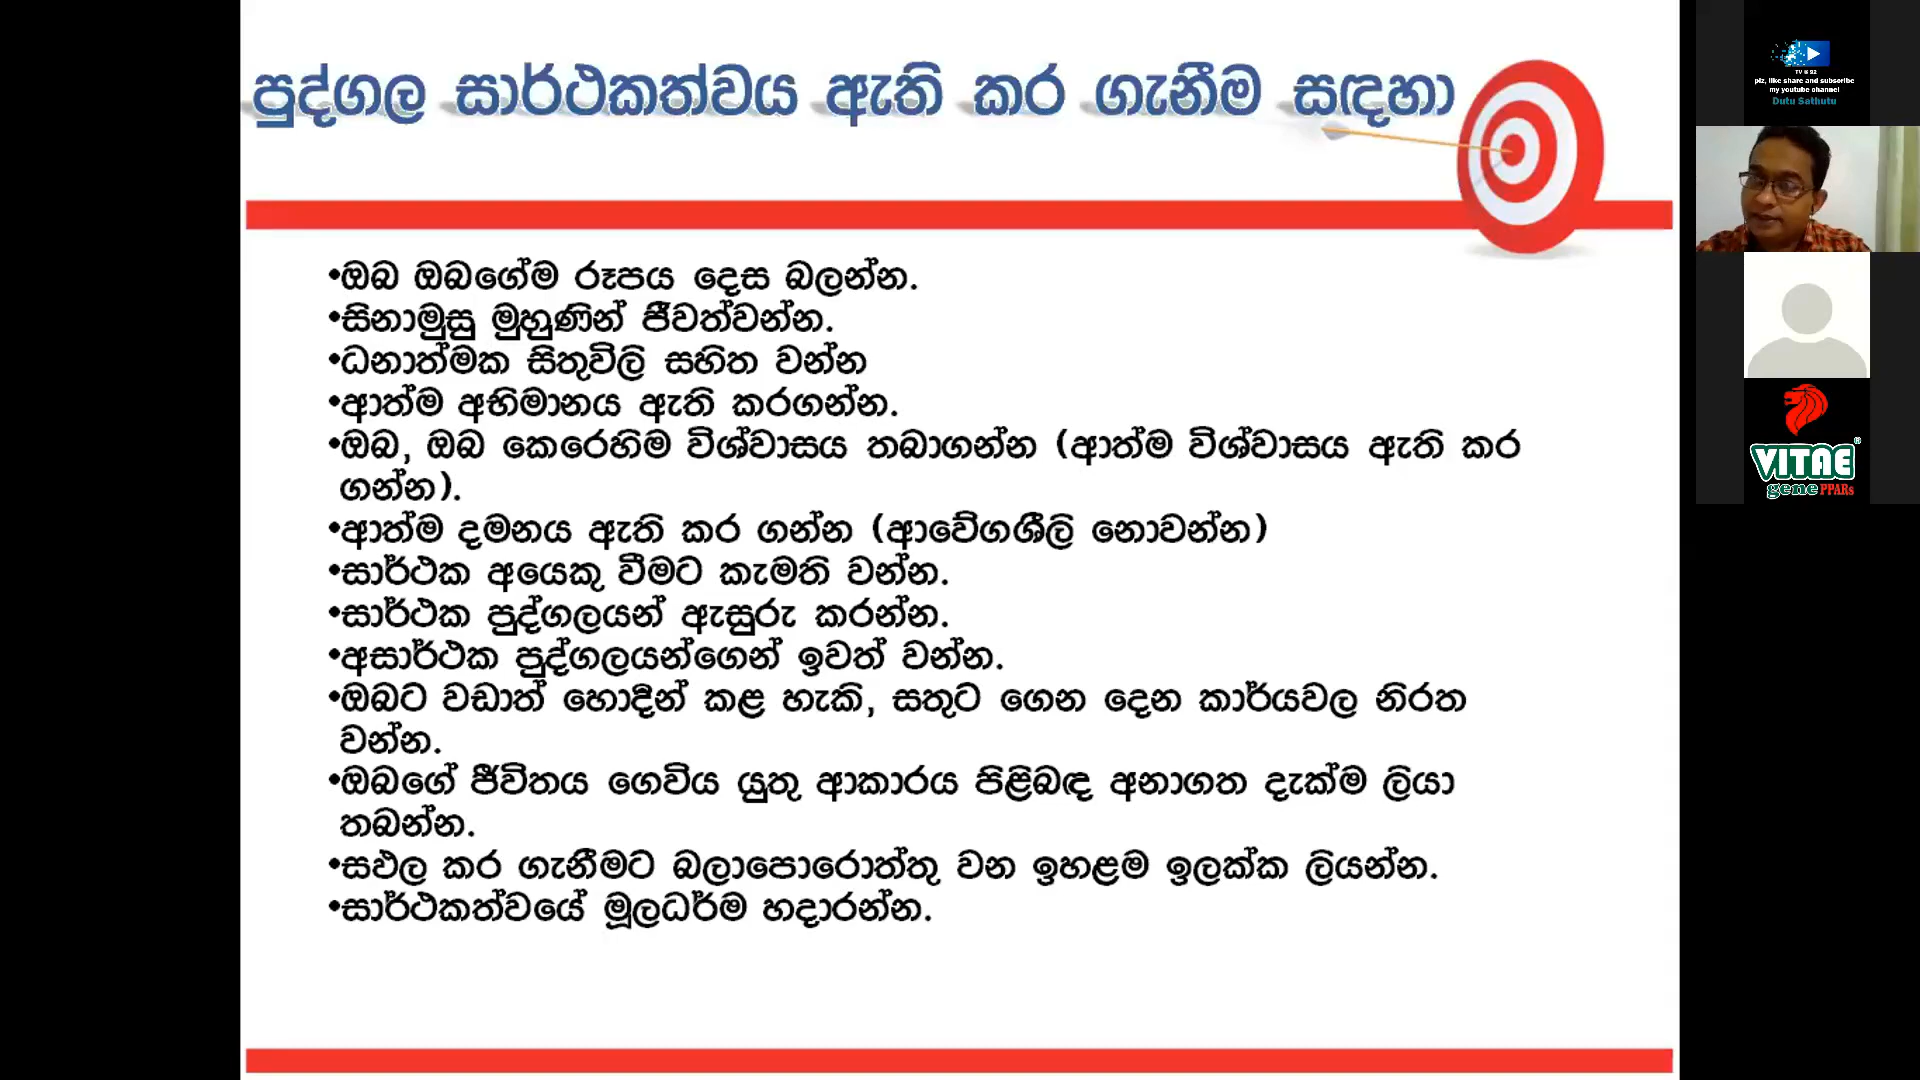 පුද්ගල සාර්ථකත්වය ඇති කර ගැනීම සඳහා
•ඔබ ඔබගේම රූපය දෙස බලන්න.
•සිනාමුසු මුහුණින් ජීවත්වන්න.
•ධනාත්මක සිතුවිලි සහිත වන්න
•ආත්ම අභිමානය ඇති කරගන්න.
•ඔබ, ඔබ කෙරෙහිම විශ්වාසය තබාගන්න (ආත්ම විශ්වාසය ඇති කර
ගන්න).
•ආත්ම දමනය ඇති කර ගන්න (ආවේගශීලි නොවන්න)
•සාර්ථක අයෙකු වීමට කැමති වන්න.
•සාර්ථක පුද්ගලයන් ඇසුරු කරන්න.
•අසාර්ථක පුද්ගලයන්ගෙන් ඉවත් වන්න.
•ඔබට වඩාත් හොදින් කළ හැකි, සතුට ගෙන දෙන කාර්යවල නිරත
වන්න.
•ඔබගේ ජීවිතය ගෙවිය යුතු ආකාරය පිළිබඳ අනාගත දැක්ම ලියා
තබන්න.
•සඵල කර ගැනීමට බලාපොරොත්තු වන ඉහළම ඉලක්ක ලියන්න.
•සාර්ථකත්වයේ මූලධර්ම හදාරන්න.
plz, like share and subscribe
my youtube channel
Dutu Sathutu
VITAE®
gene PPARs